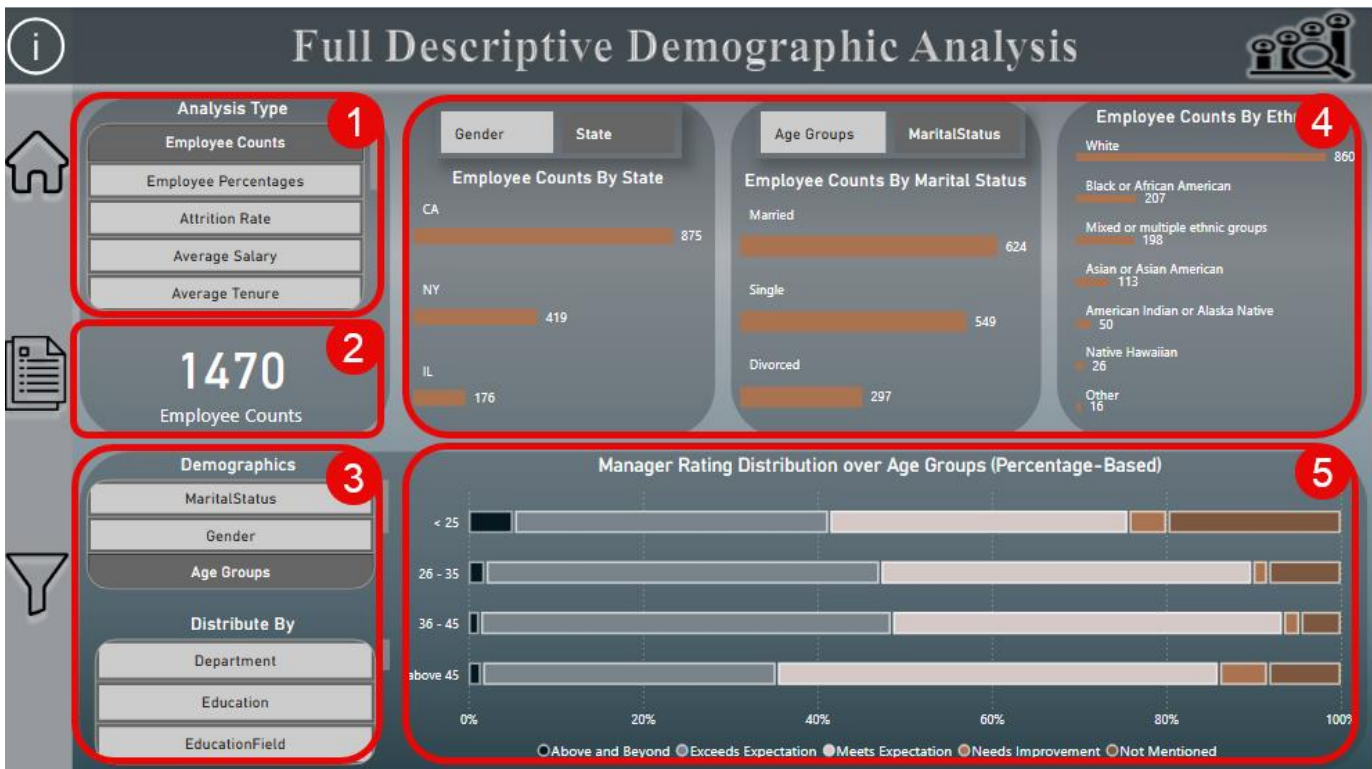 i
Full Descriptive Demographic Analysis
Analysis Type
1
Employee Counts
Employee Percentages
Attrition Rate
Average Salary
Average Tenure
2
1470
Employee Counts
Demographics
3
MaritalStatus
Gender
Age Groups
Distribute By
Department
Education
EducationField
4
Gender
State
Employee Counts By State
CA
875
NY
419
IL
176
Age Groups
MaritalStatus
Employee Counts By Marital Status
Married
624
Single
549
Divorced
297
Employee Counts By
White
860
Black or African American
207
Mixed or multiple ethnic groups
198
Asian or Asian American
113
American Indian or Alaska Native
50
Native Hawaiian
26
Other
16
Manager Rating Distribution over Age Groups (Percentage-Based)
5
< 25
26 - 35
36 - 45
above 45
0% 20% 40% 60% 80% 100%
Above and Beyond Exceeds Expectation Meets Expectation Needs Improvement Not Mentioned